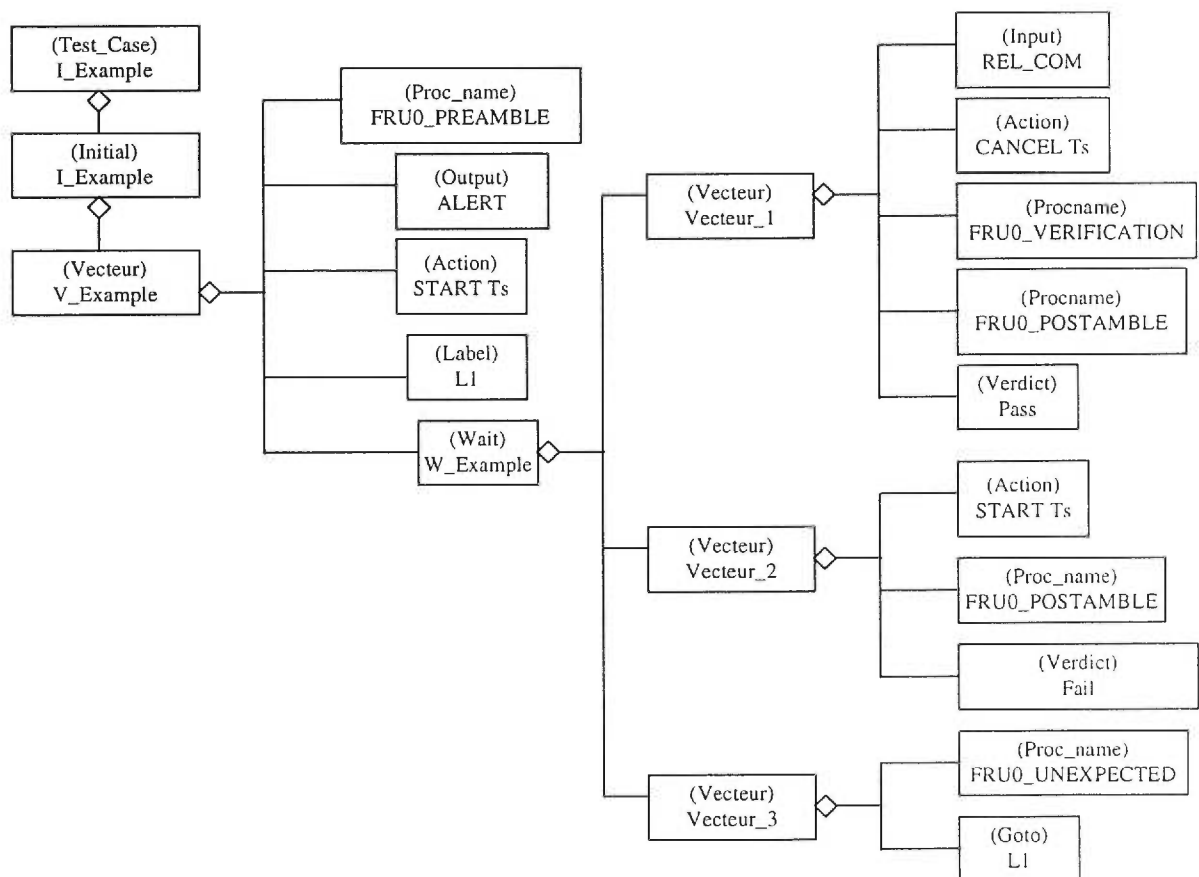 (Test_Case)
I_Example
(Initial)
I_Example
(Vecteur)
V_Example
(Proc_name)
FRU0_PREAMBLE
(Output)
ALERT
(Action)
START Ts
(Label)
L1
(Wait)
W_Example
(Vecteur)
Vecteur_1
(Input)
REL_COM
(Action)
CANCEL Ts
(Procname)
FRU0_VERIFICATION
(Procname)
FRU0_POSTAMBLE
(Verdict)
Pass
(Vecteur)
Vecteur_2
(Action)
START Ts
(Proc_name)
FRU0_POSTAMBLE
(Verdict)
Fail
(Vecteur)
Vecteur_3
(Proc_name)
FRU0_UNEXPECTED
(Goto)
L1